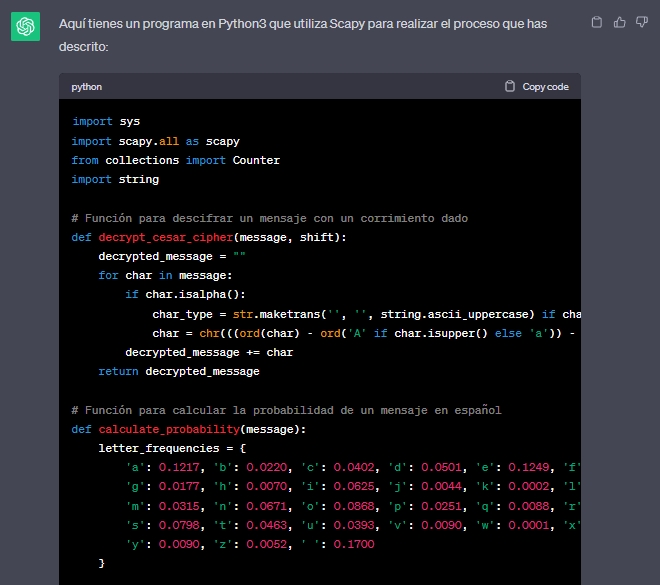 Aquí tienes un programa en Python3 que utiliza Scapy para realizar el proceso que has
descrito:
python
Copy code
import sys
import scapy.all as scapy
from collections import Counter
import string
# Función para descifrar un mensaje con un corrimiento dado
def decrypt_cesar_cipher(message, shift):
decrypted_message = ""
for char in message:
if char.isalpha():
char_type = str.maketrans('', '', string.ascii_uppercase) if cha
char = chr(((ord(char) - ord('A' if char.isupper() else 'a')) -
decrypted_message += char
return decrypted_message
# Función para calcular la probabilidad de un mensaje en español
def calculate_probability(message):
letter_frequencies = {
'a': 0.1217, 'b': 0.0220, 'c': 0.0402, 'd': 0.0501, 'e': 0.1249, 'f'
'g': 0.0177, 'h': 0.0070, 'i': 0.0625, 'j': 0.0044, 'k': 0.0002, 'l'
'm': 0.0315, 'n': 0.0671, 'o': 0.0868, 'p': 0.0251, 'q': 0.0088, 'r'
's': 0.0798, 't': 0.0463, 'u': 0.0393, 'v': 0.0090, 'w': 0.0001, 'x'
'y': 0.0090, 'z': 0.0052, ' ': 0.1700
}